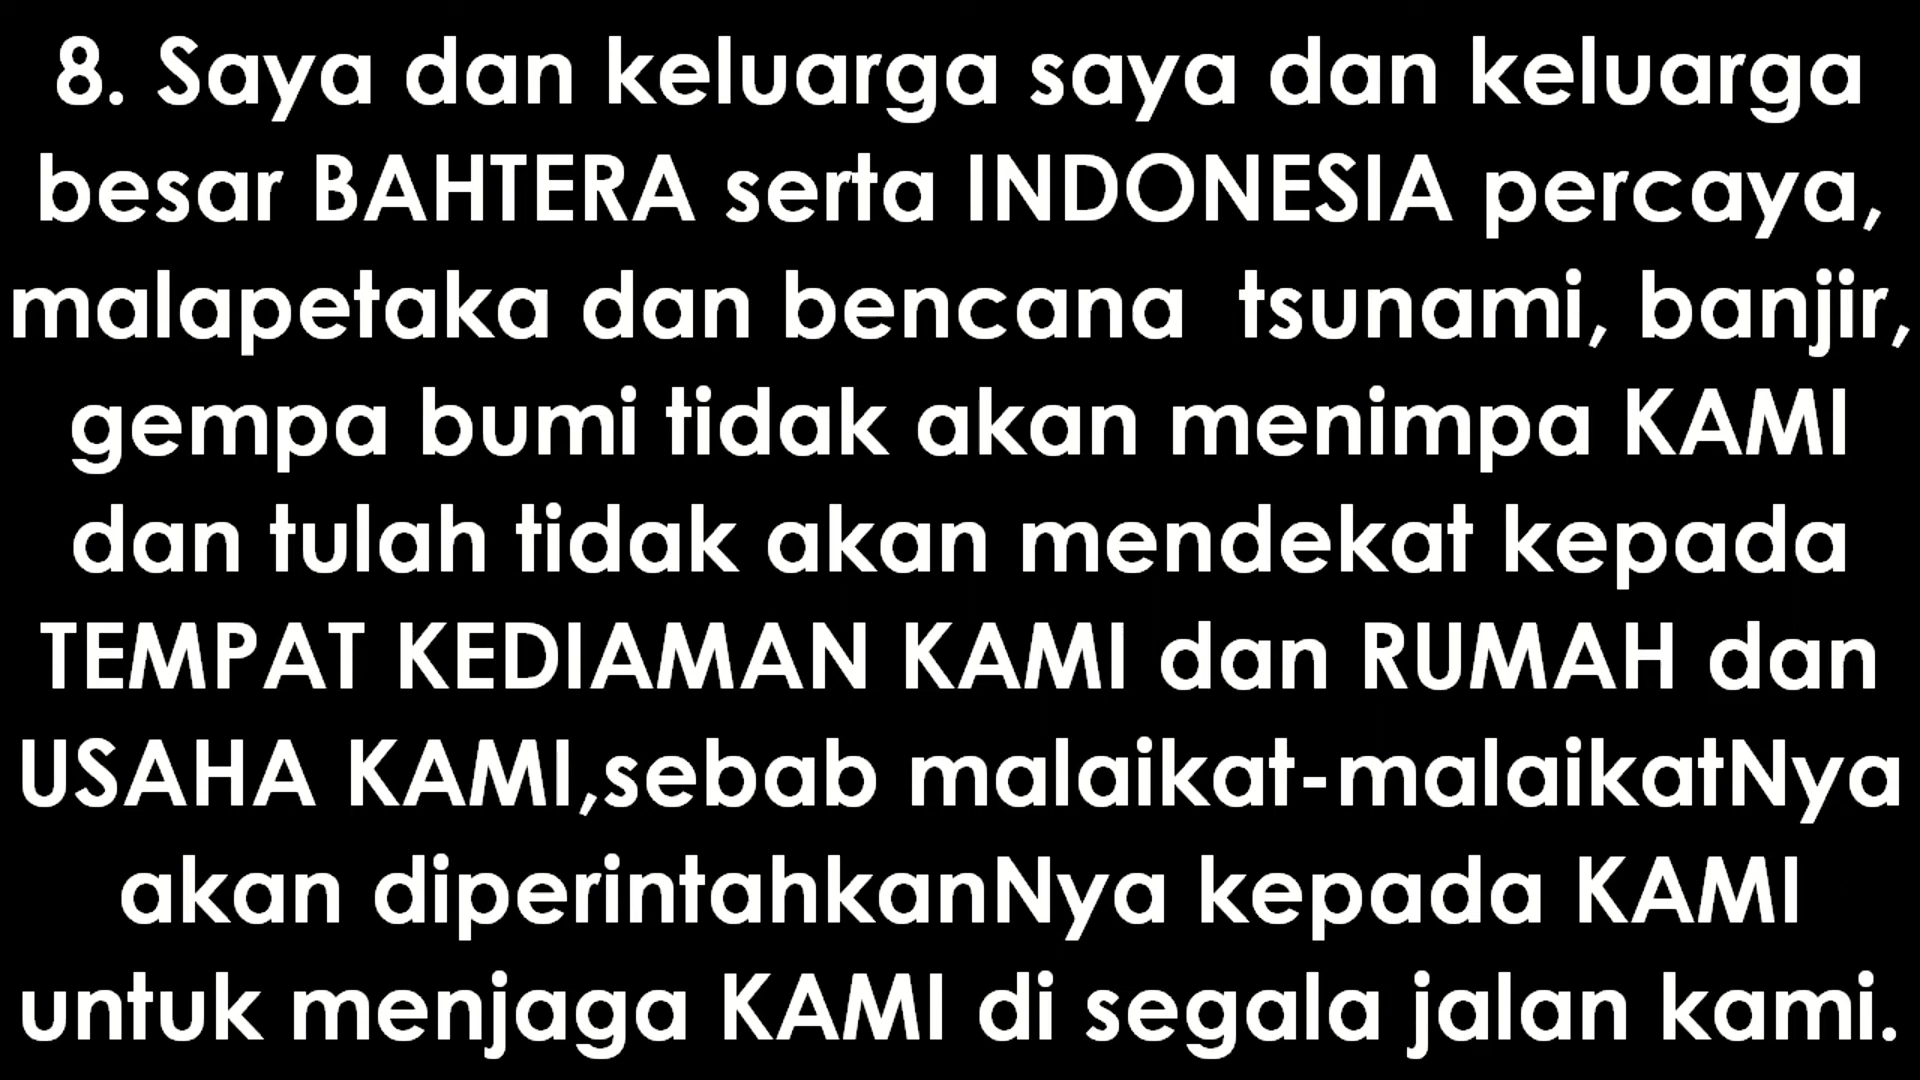 8. Saya dan keluarga saya dan keluarga
besar BAHTERA serta INDONESIA percaya,
malapetaka dan bencana  tsunami, banjir,
gempa bumi tidak akan menimpa KAMI
dan tulah tidak akan mendekat kepada
TEMPAT KEDIAMAN KAMI dan RUMAH dan
USAHA KAMI,sebab malaikat-malaikatNya
akan diperintahkanNya kepada KAMI
untuk menjaga KAMI di segala jalan kami.